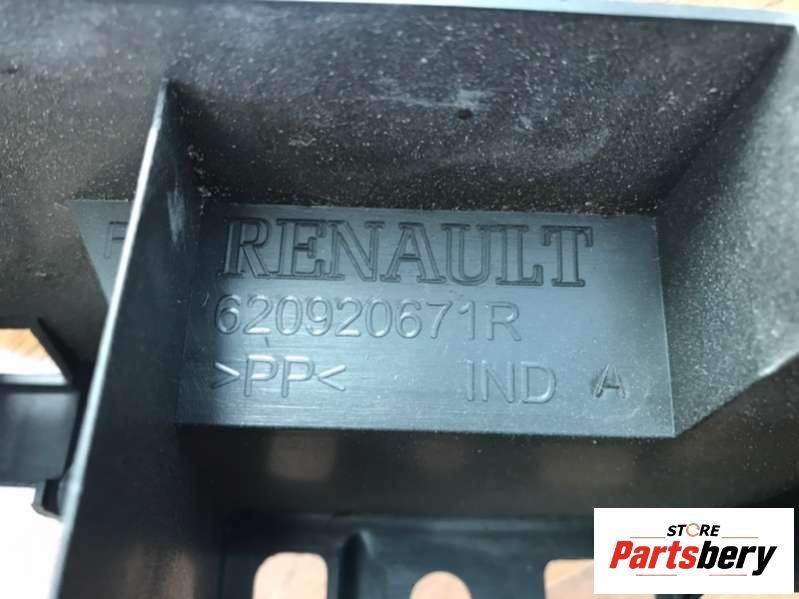 RENAULT
620920671R
>PP< IND A
STORE
Partsbery